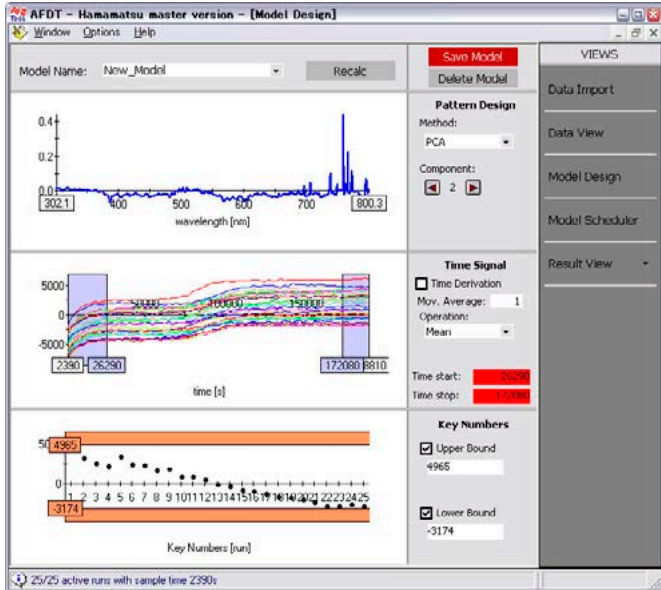 AFDT - Hamamatsu master version - [Model Design]
Window Options Help
Model Name: New_Model Recalc
Save Model
Delete Model
VIEWS
Data Import
Data View
Model Design
Model Scheduler
Result View
0.4
0.2
0.0
302.1 400 500 600 700 800.3
wavelength [nm]
Pattern Design
Method:
PCA
Component:
2
5000
0
-5000
50000 100000 150000
2390 26290 172080 8810
time [s]
Time Signal
Time Derivation
Mov. Average: 1
Operation:
Mean
Time start: 26290
Time stop: 172080
50
4965
0
1 2 3 4 5 6 7 8 9 10 11 12 13 14 15 16 17 18 19 20 21 22 23 24 25
-3174
Key Numbers [run]
Key Numbers
Upper Bound
4965
Lower Bound
-3174
25/25 active runs with sample time 2390s